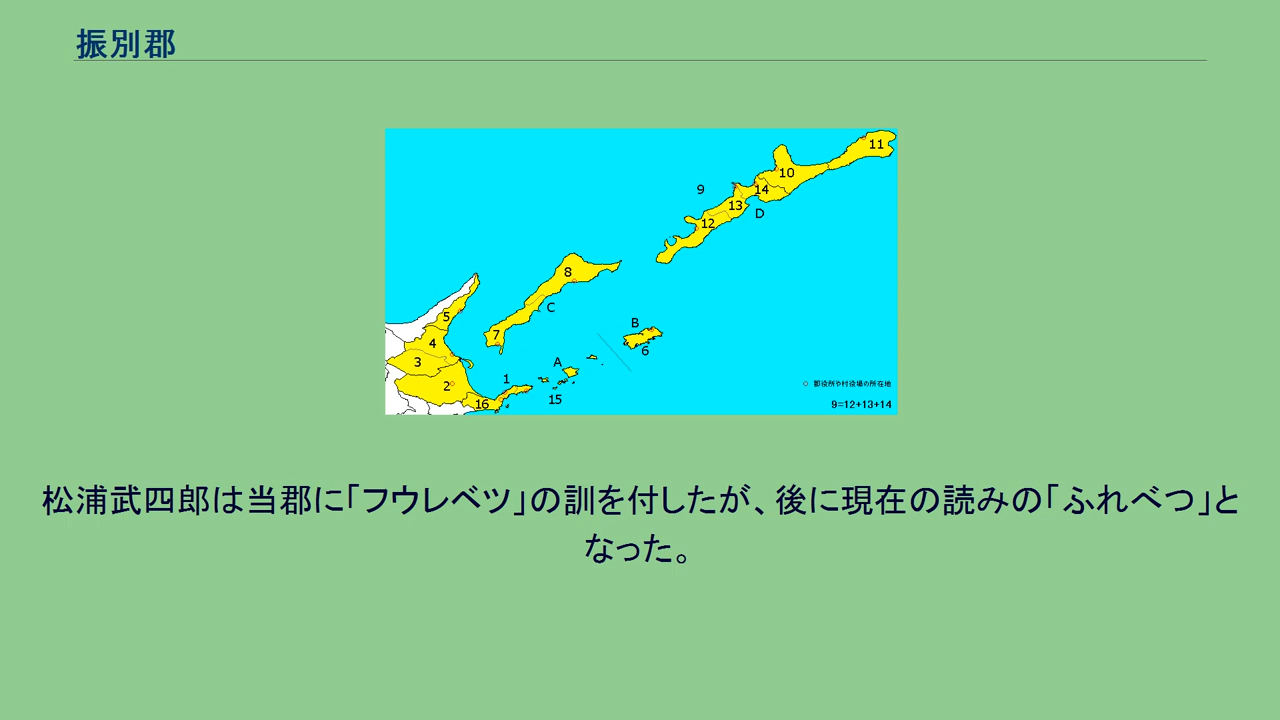 振別郡
11
10
9
14
13
D
12
8
C
5
7
B
4
6
3
A
1
2
15
16
○ 郡役所や村役場の所在地
9=12+13+14
松浦武四郎は当郡に「フウレベツ」の訓を付したが、後に現在の読みの「ふれべつ」と
なった。